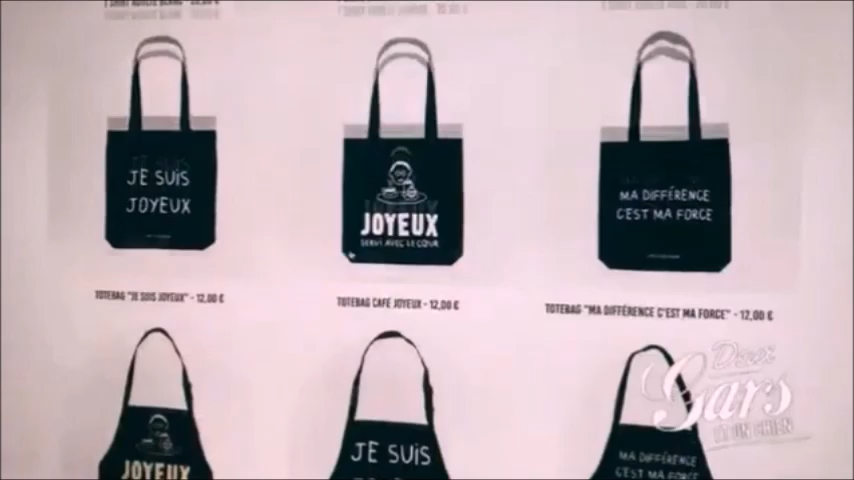 JE SUIS
JOYEUX
JOYEUX
SERVI AVEC LE CŒUR
MA DIFFÉRENCE
C'EST MA FORCE
TOTEBAG "JE SUIS JOYEUX" - 12,00 €
TOTEBAG CAFÉ JOYEUX - 12,00 €
TOTEBAG "MA DIFFÉRENCE C'EST MA FORCE" - 12,00 €
JOYEUX
JE SUIS
MA DIFFÉRENCE
C'EST MA FORCE
Deux
Gars
ET UN CHIEN